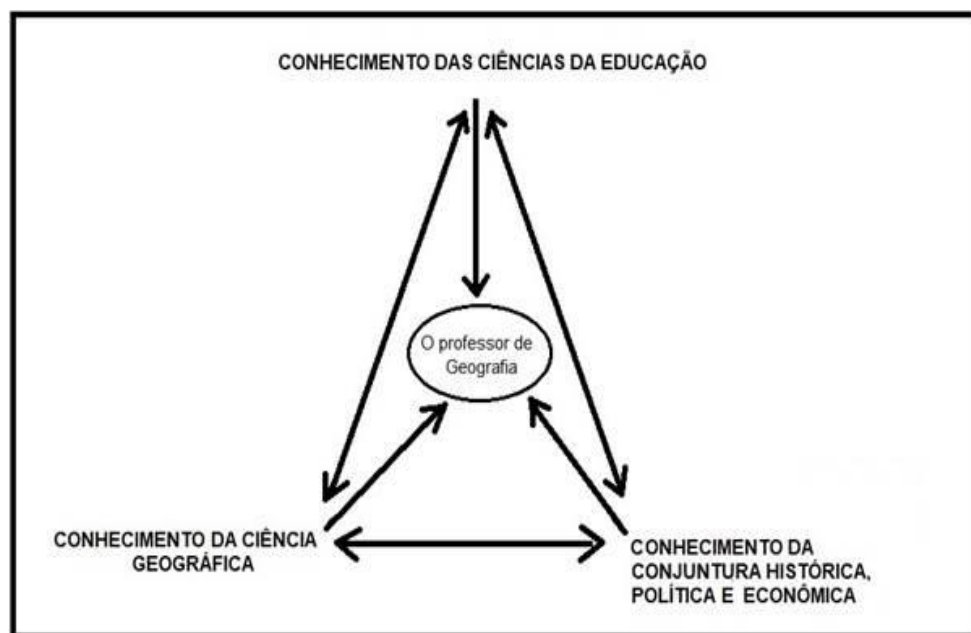 CONHECIMENTO DAS CIÊNCIAS DA EDUCAÇÃO
O professor de
Geografia
CONHECIMENTO DA CIÊNCIA
GEOGRÁFICA
CONHECIMENTO DA
CONJUNTURA HISTÓRICA,
POLÍTICA E ECONÔMICA